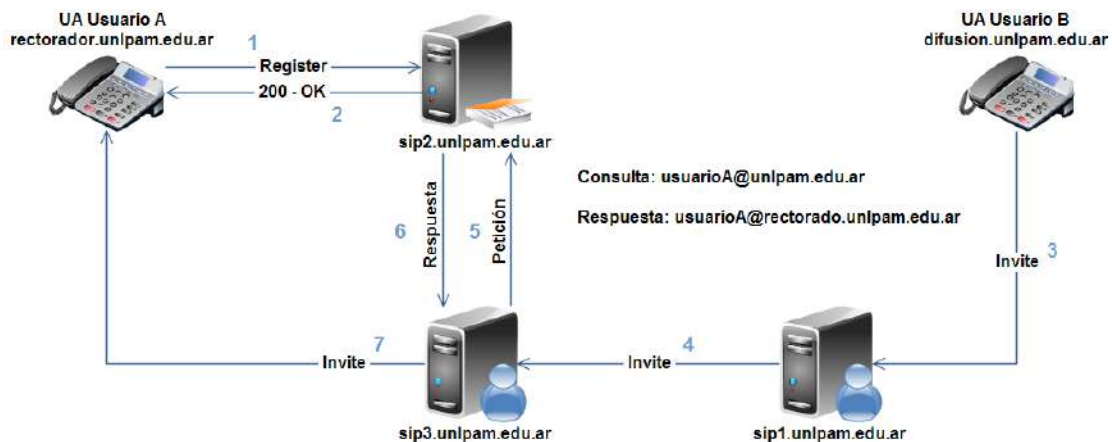 UA Usuario A
rectorador.unlpam.edu.ar
1
Register
200 - OK
2
sip2.unlpam.edu.ar
UA Usuario B
difusion.unlpam.edu.ar
Consulta: usuarioA@unlpam.edu.ar
Respuesta: usuarioA@rectorado.unlpam.edu.ar
6
Respuesta
5
Petición
3
Invite
7
Invite
4
Invite
sip3.unlpam.edu.ar
sip1.unlpam.edu.ar